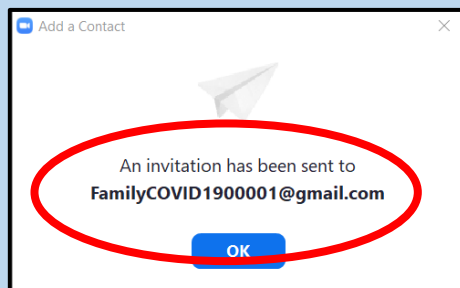 Add a Contact
An invitation has been sent to
FamilyCOVID1900001@gmail.com
OK